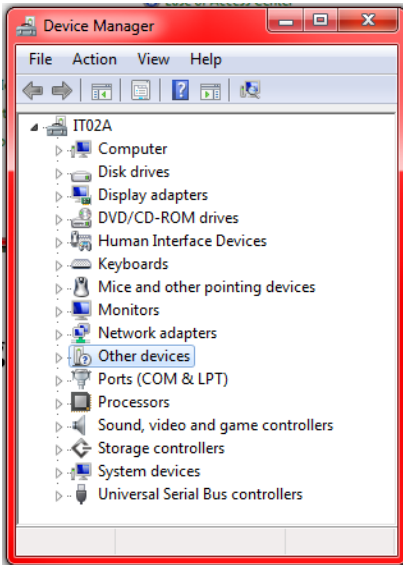 Device Manager
File Action View Help
IT02A
Computer
Disk drives
Display adapters
DVD/CD-ROM drives
Human Interface Devices
Keyboards
Mice and other pointing devices
Monitors
Network adapters
Other devices
Ports (COM & LPT)
Processors
Sound, video and game controllers
Storage controllers
System devices
Universal Serial Bus controllers